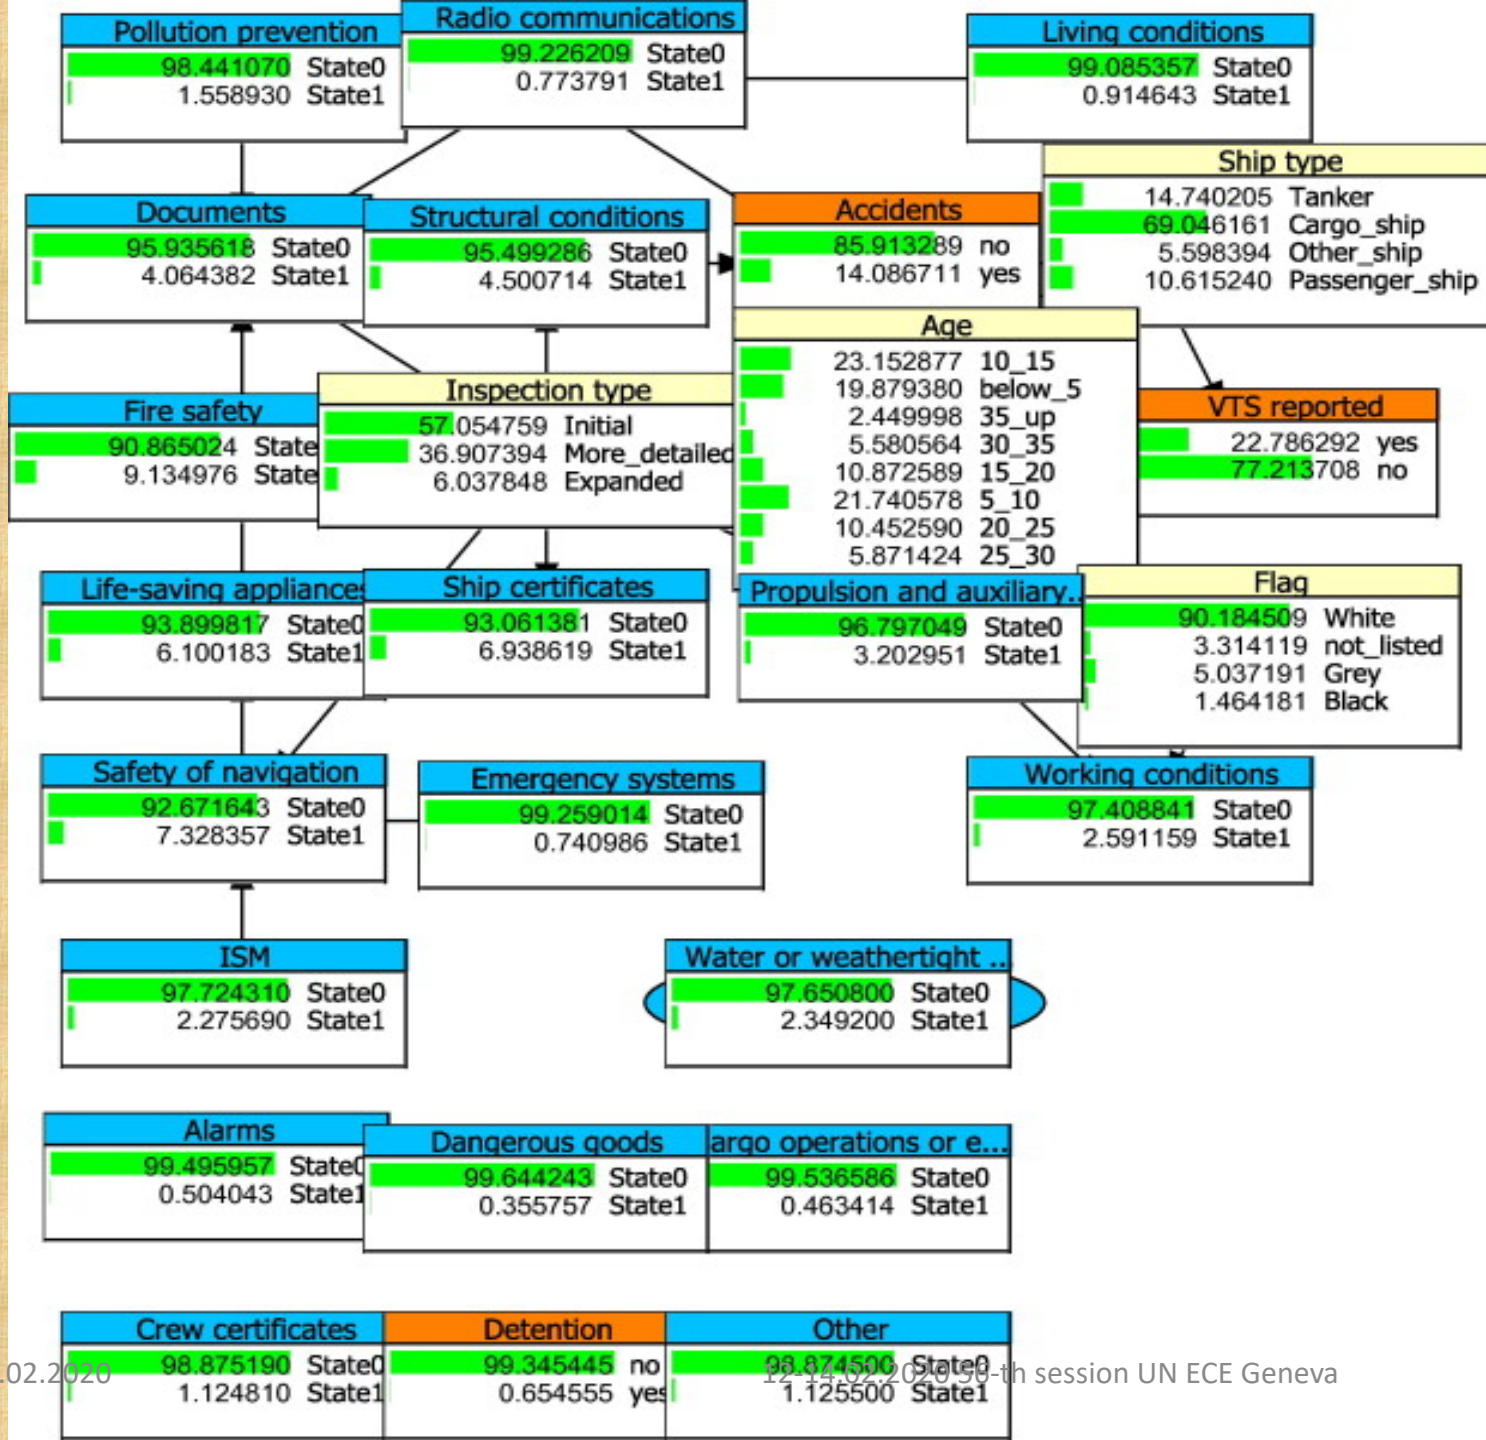 Pollution prevention
98.441070 State0
1.558930 State1
Radio communications
99.226209 State0
0.773791 State1
Living conditions
99.085357 State0
0.914643 State1
Ship type
14.740205 Tanker
69.046161 Cargo_ship
5.598394 Other_ship
10.615240 Passenger_ship
Documents
95.935618 State0
4.064382 State1
Structural conditions
95.499286 State0
4.500714 State1
Accidents
85.913289 no
14.086711 yes
Age
23.152877 10_15
19.879380 below_5
2.449998 35_up
5.580564 30_35
10.872589 15_20
21.740578 5_10
10.452590 20_25
5.871424 25_30
Fire safety
90.865024 State
9.134976 State
Inspection type
57.054759 Initial
36.907394 More_detailed
6.037848 Expanded
VTS reported
22.786292 yes
77.213708 no
Life-saving appliances
93.899817 State0
6.100183 State1
Ship certificates
93.061381 State0
6.938619 State1
Propulsion and auxiliary..
96.797049 State0
3.202951 State1
Flag
90.184509 White
3.314119 not_listed
5.037191 Grey
1.464181 Black
Safety of navigation
92.671643 State0
7.328357 State1
Emergency systems
99.259014 State0
0.740986 State1
Working conditions
97.408841 State0
2.591159 State1
ISM
97.724310 State0
2.275690 State1
Water or weathertight ...
97.650800 State0
2.349200 State1
Alarms
99.495957 State0
0.504043 State1
Dangerous goods
99.644243 State0
0.355757 State1
argo operations or e...
99.536586 State0
0.463414 State1
Crew certificates
98.875190 State0
1.124810 State1
Detention
99.345445 no
0.654555 yes
Other
98.874500 State0
1.125500 State1
.02.2020
12-14.02.2020 56-th session UN ECE Geneva